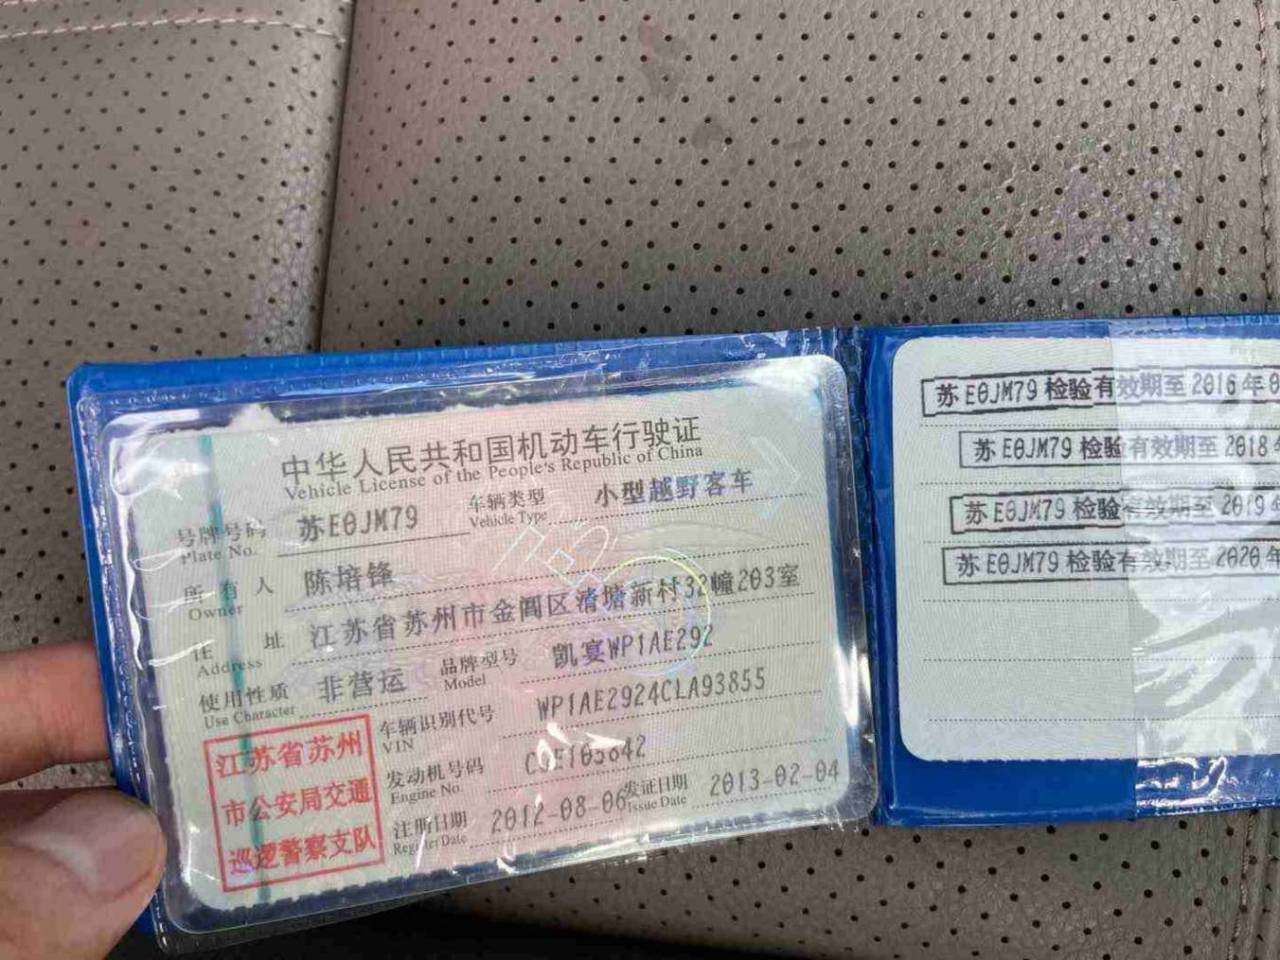 中华人民共和国机动车行驶证
Vehicle License of the People's Republic of China
号牌号码 苏E0JM79 车辆类型 小型越野客车
Plate No. Vehicle Type
所有人 陈培锋
Owner
住址 江苏省苏州市金阊区清塘新村32幢203室
Address
使用性质 非营运 品牌型号 凯宴WP1AE292
Use Character Model
车辆识别代号 WP1AE2924CLA93855
VIN
发动机号码
Engine No.
注册日期 2012-08-06 发证日期 2013-02-04
Register Date Issue Date
江苏省苏州
市公安局交通
巡逻警察支队
苏E0JM79检验有效期至2016年0
苏E0JM79检验有效期至2018年
苏E0JM79检验有效期至2019年
苏E0JM79检验有效期至2020年